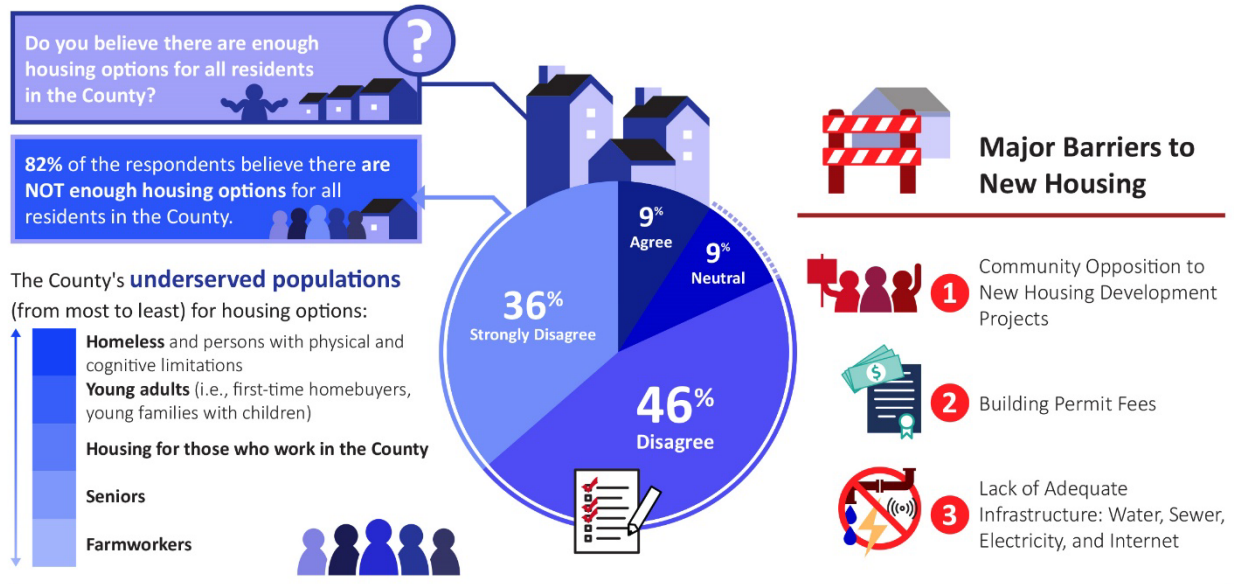 Do you believe there are enough
housing options for all residents
in the County?
?
82% of the respondents believe there are
NOT enough housing options for all
residents in the County.
The County's underserved populations
(from most to least) for housing options:
Homeless and persons with physical and
cognitive limitations
Young adults (i.e., first-time homebuyers,
young families with children)
Housing for those who work in the County
Seniors
Farmworkers
9%
Agree
9%
Neutral
36%
Strongly Disagree
46%
Disagree
Major Barriers to
New Housing
1
Community Opposition to
New Housing Development
Projects
$
2
Building Permit Fees
3
Lack of Adequate
Infrastructure: Water, Sewer,
Electricity, and Internet